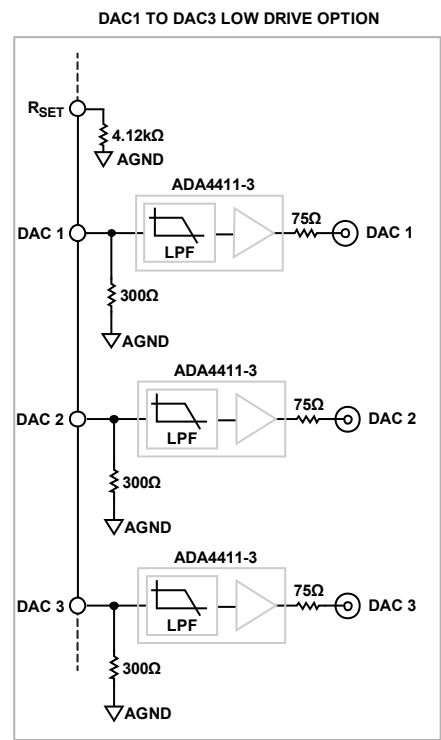 DAC1 TO DAC3 LOW DRIVE OPTION
RSET
4.12kΩ
AGND
ADA4411-3
DAC 1
LPF
75Ω
DAC 1
300Ω
AGND
ADA4411-3
DAC 2
LPF
75Ω
DAC 2
300Ω
AGND
ADA4411-3
DAC 3
LPF
75Ω
DAC 3
300Ω
AGND